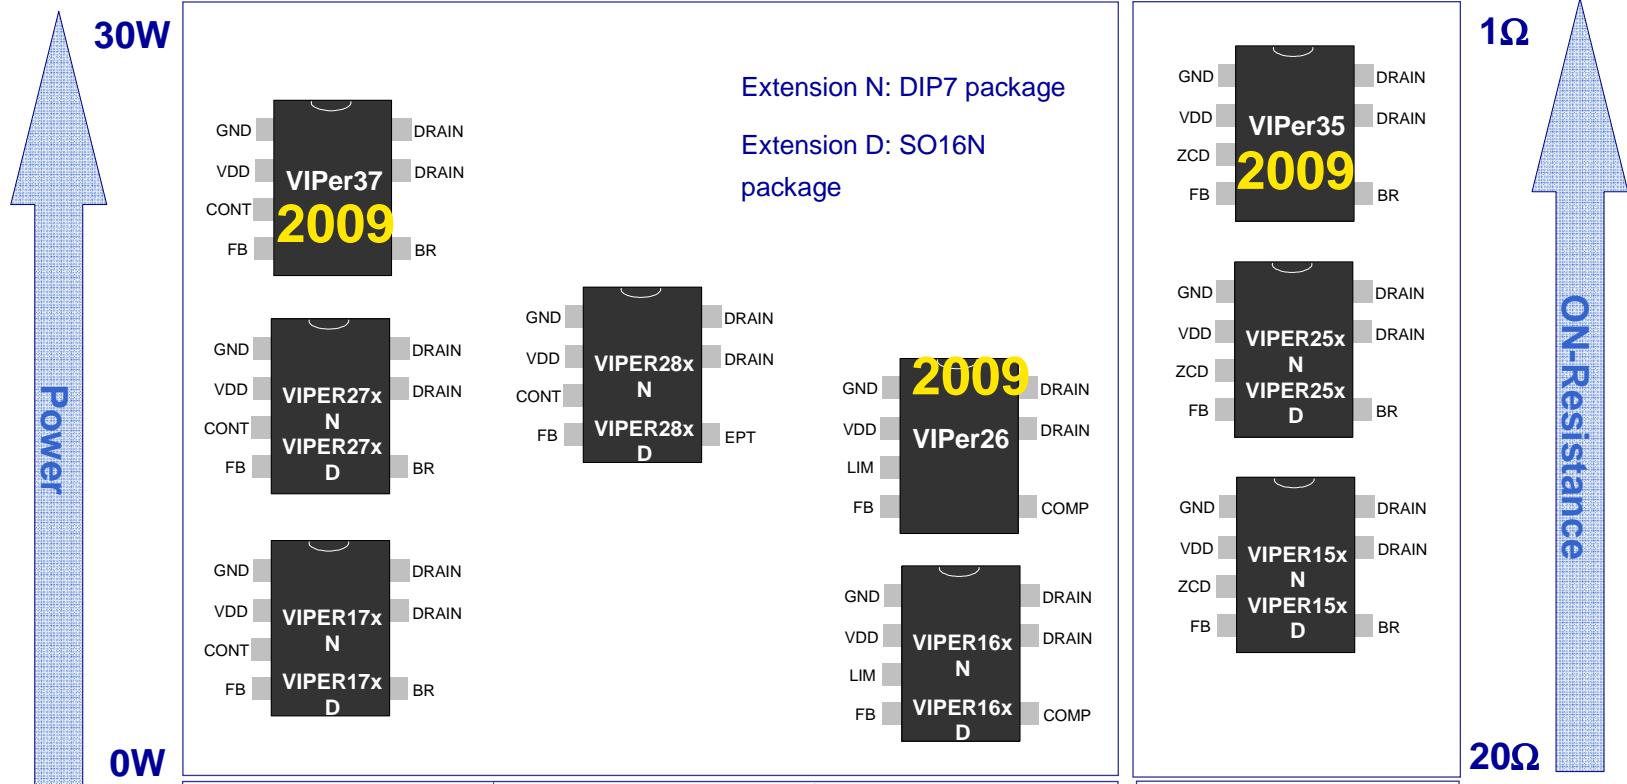 30W
Power
0W
Extension N: DIP7 package
Extension D: SO16N
package
GND
VDD
CONT
FB
VIPer37
2009
DRAIN
DRAIN
BR
GND
VDD
CONT
FB
VIPER27x
N
VIPER27x
D
DRAIN
DRAIN
BR
GND
VDD
CONT
FB
VIPER17x
N
VIPER17x
D
DRAIN
DRAIN
BR
GND
VDD
CONT
FB
VIPER28x
N
VIPER28x
D
DRAIN
DRAIN
EPT
GND
VDD
LIM
FB
2009
VIPer26
DRAIN
DRAIN
COMP
GND
VDD
LIM
FB
VIPER16x
N
VIPER16x
D
DRAIN
DRAIN
COMP
GND
VDD
ZCD
FB
VIPer35
2009
DRAIN
DRAIN
BR
GND
VDD
ZCD
FB
VIPER25x
N
VIPER25x
D
DRAIN
DRAIN
BR
GND
VDD
ZCD
FB
VIPER15x
N
VIPER15x
D
DRAIN
DRAIN
BR
1Ω
ON-Resistance
20Ω